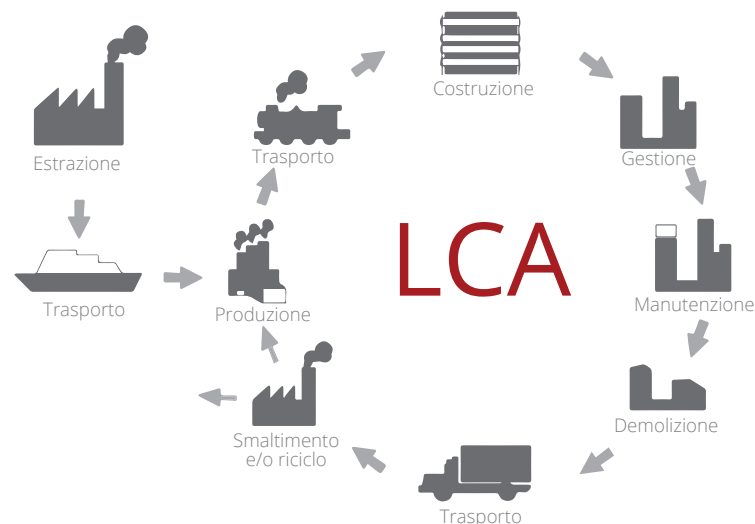 Costruzione
Estrazione
Trasporto
Gestione
LCA
Trasporto
Produzione
Manutenzione
Smaltimento
e/o riciclo
Demolizione
Trasporto